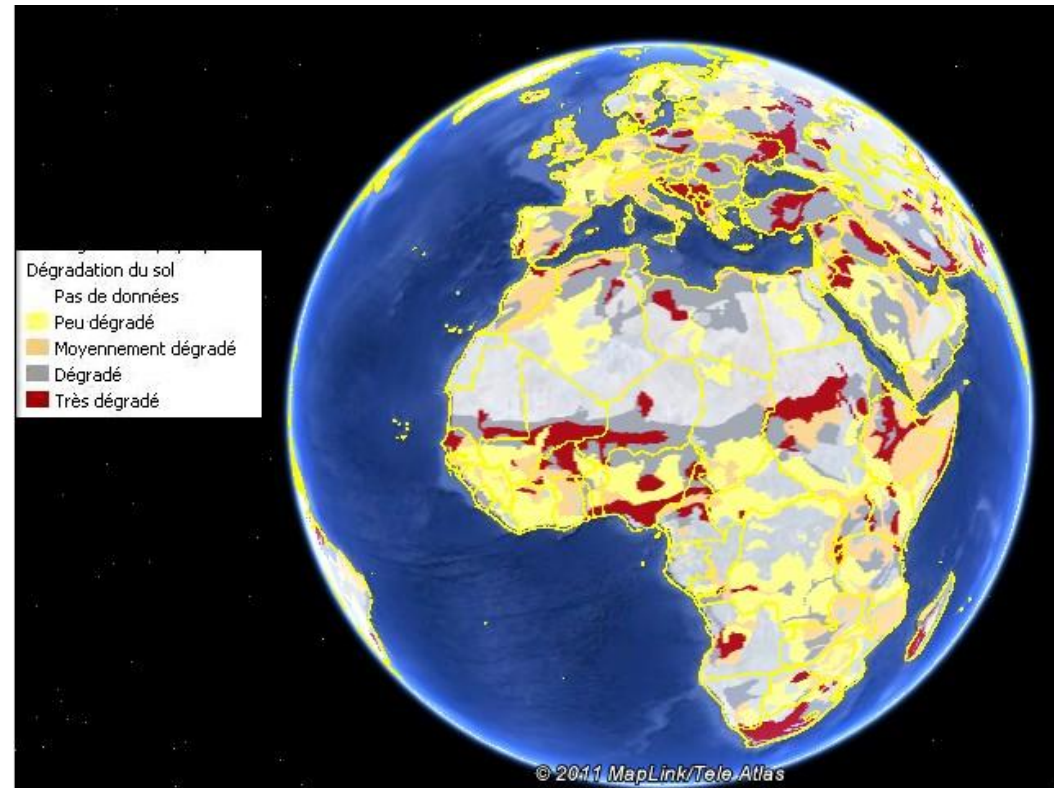 Dégradation du sol
Pas de données
Peu dégradé
Moyennement dégradé
Dégradé
Très dégradé
© 2011 MapLink/Tele Atlas